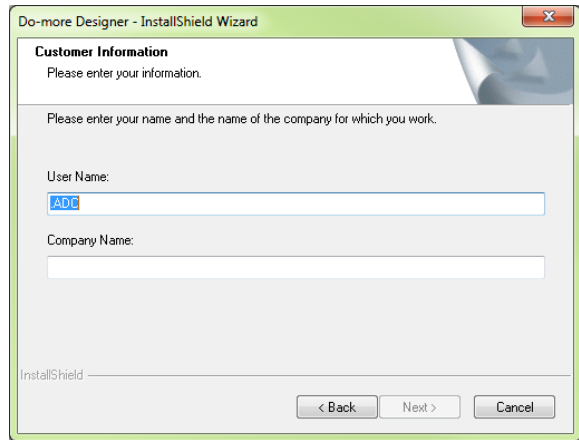 Do-more Designer - InstallShield Wizard
Customer Information
Please enter your information.
Please enter your name and the name of the company for which you work.
User Name:
.ADC
Company Name:
InstallShield
< Back
Next >
Cancel